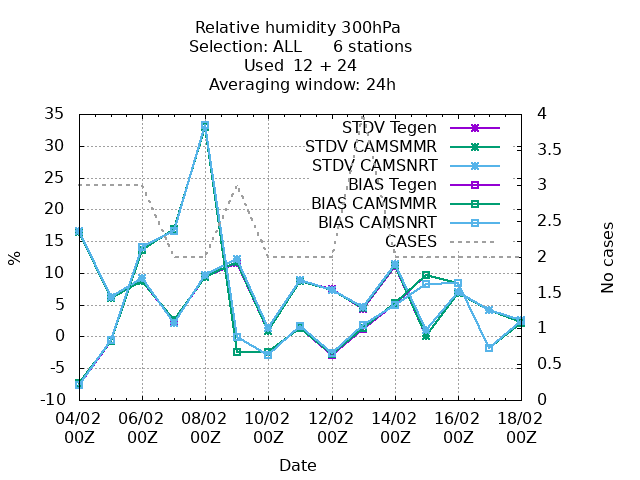 Relative humidity 300hPa
Selection: ALL      6 stations
Used  12 + 24
Averaging window: 24h
35
30
25
20
15
10
5
0
-5
-10
%
STDV Tegen
STDV CAMSMMR
STDV CAMSNRT
BIAS Tegen
BIAS CAMSMMR
BIAS CAMSNRT
CASES
4
3.5
3
2.5
2
1.5
1
0.5
0
No cases
04/02 06/02 08/02 10/02 12/02 14/02 16/02 18/02
00Z 00Z 00Z 00Z 00Z 00Z 00Z 00Z
Date